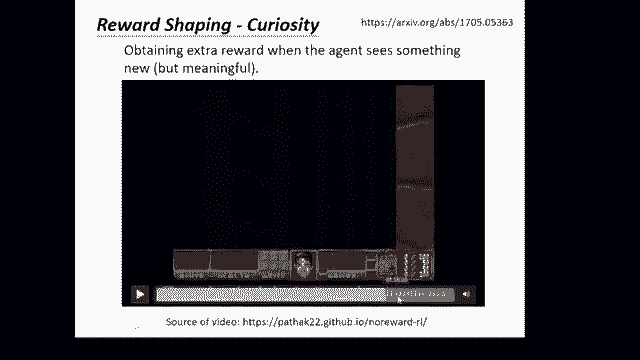 Reward Shaping - Curiosity
https://arxiv.org/abs/1705.05363
Obtaining extra reward when the agent sees something
new (but meaningful).
Source of video: https://pathak22.github.io/noreward-rl/